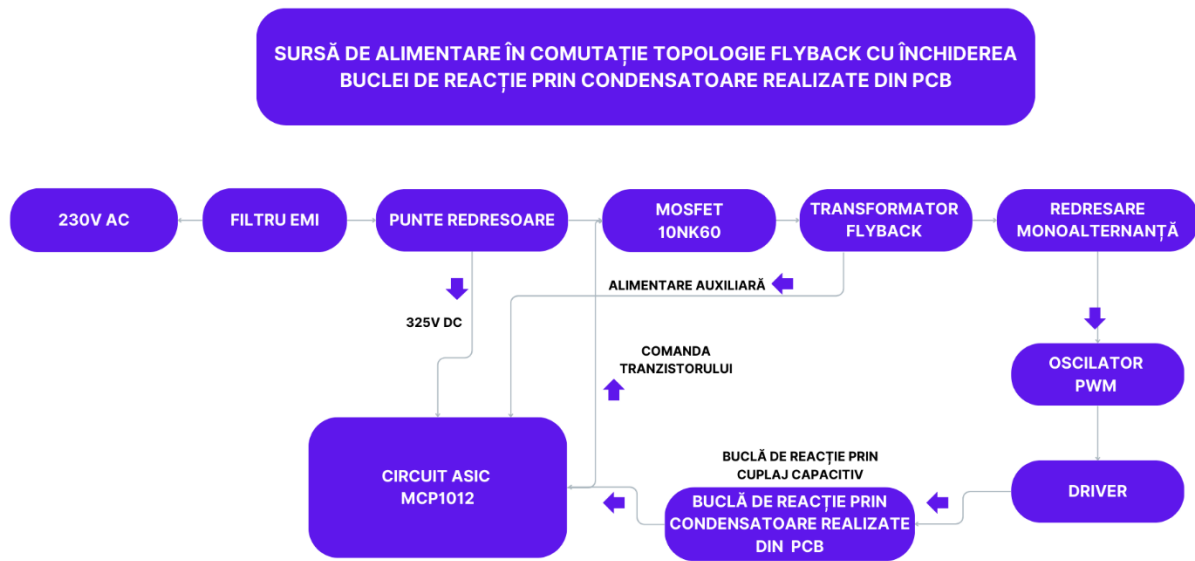 SURSĂ DE ALIMENTARE ÎN COMUTAȚIE TOPOLOGIE FLYBACK CU ÎNCHIDEREA
BUCLEI DE REACȚIE PRIN CONDENSATOARE REALIZATE DIN PCB
230V AC
FILTRU EMI
PUNTE REDRESOARE
MOSFET
10NK60
TRANSFORMATOR
FLYBACK
REDRESARE
MONOALTERNANȚĂ
ALIMENTARE AUXILIARĂ
325V DC
COMANDA
TRANZISTORULUI
OSCILATOR
PWM
CIRCUIT ASIC
MCP1012
BUCLĂ DE REACȚIE PRIN
CUPLAJ CAPACITIV
BUCLĂ DE REACȚIE PRIN
CONDENSATOARE REALIZATE
DIN PCB
DRIVER